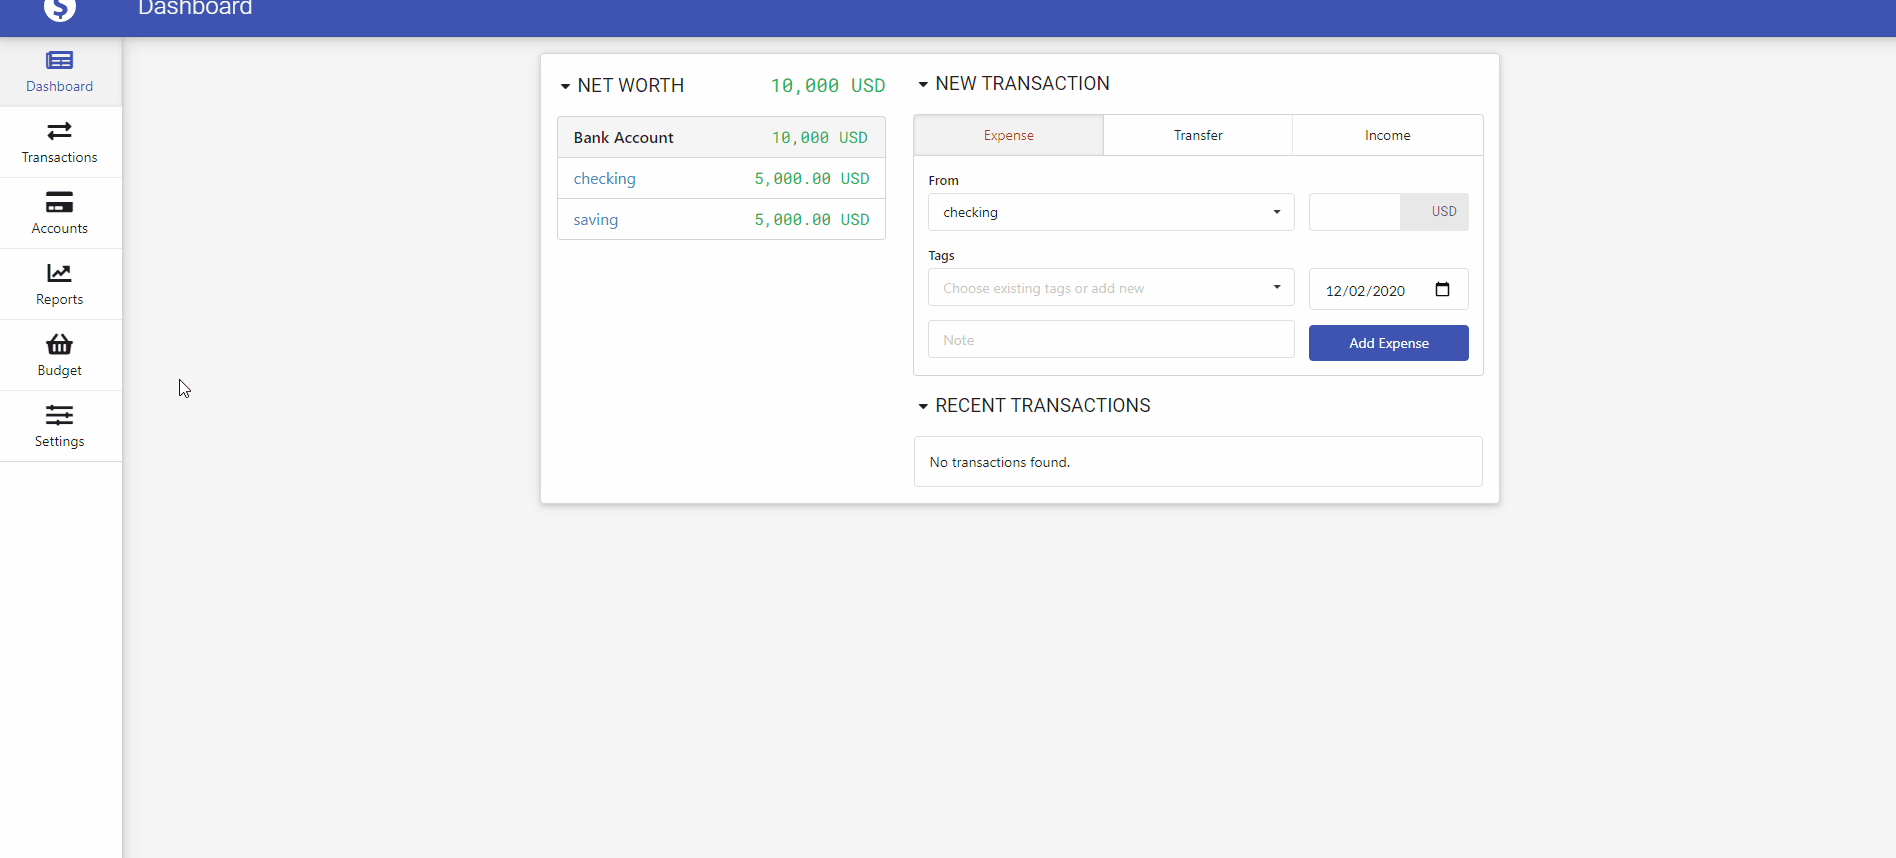 Dashboard
Dashboard
Transactions
Accounts
Reports
Budget
Settings
NET WORTH 10,000 USD
Bank Account 10,000 USD
checking 5,000.00 USD
saving 5,000.00 USD
NEW TRANSACTION
Expense Transfer Income
From
checking USD
Tags
Choose existing tags or add new 12/02/2020
Note Add Expense
RECENT TRANSACTIONS
No transactions found.